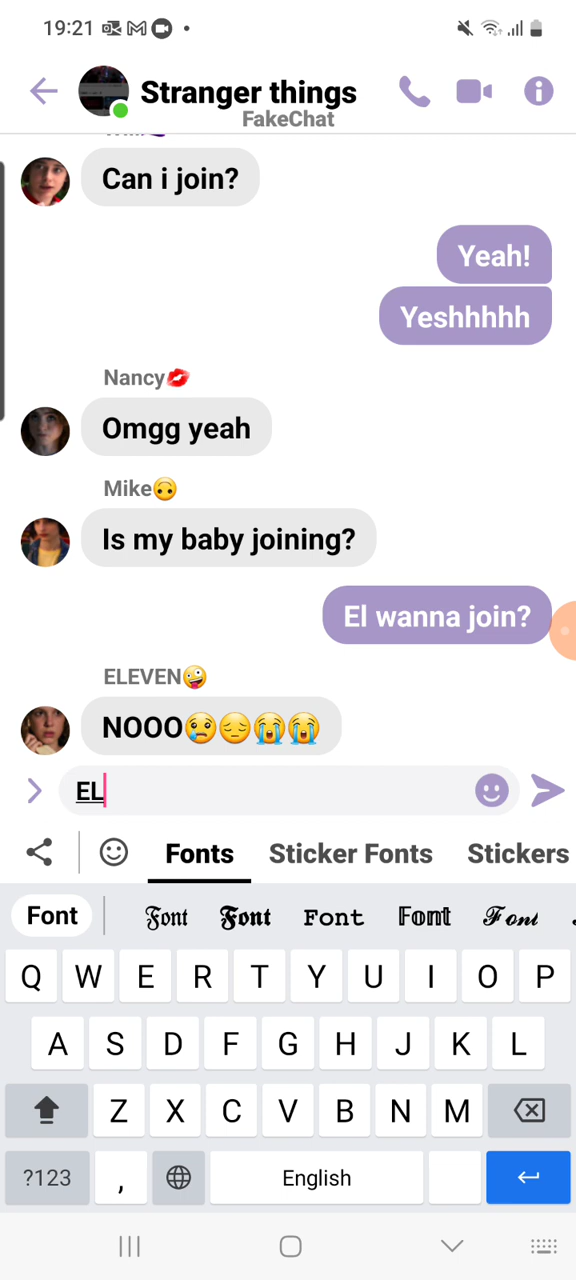 19:21
Stranger things
FakeChat
Can i join?
Yeah!
Yeshhhhh
Nancy💋
Omgg yeah
Mike🙃
Is my baby joining?
El wanna join?
ELEVEN🤪
NOOO😢😔😭😭
EL
Fonts Sticker Fonts Stickers
Font 𝔉𝔬𝔫𝔱 𝕱𝖔𝖓𝖙 𝙵𝚘𝚗𝚝 𝔽𝕠𝕟𝕥 𝓕𝓸𝓷𝓽
Q W E R T Y U I O P
A S D F G H J K L
Z X C V B N M
?123 , English